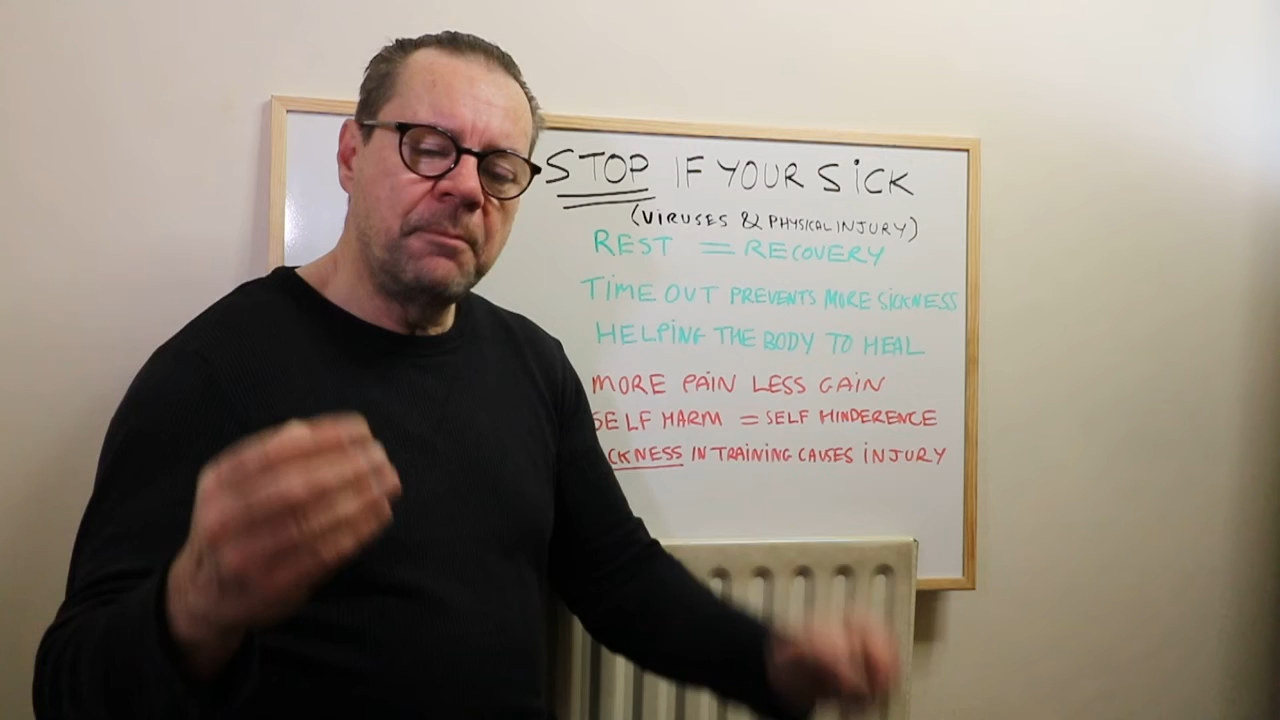 STOP IF YOUR SICK
(VIRUSES & PHYSICAL INJURY)
REST = RECOVERY
TIME OUT PREVENTS MORE SICKNESS
HELPING THE BODY TO HEAL
MORE PAIN LESS GAIN
SELF HARM = SELF HINDERENCE
CKNESS IN TRAINING CAUSES INJURY